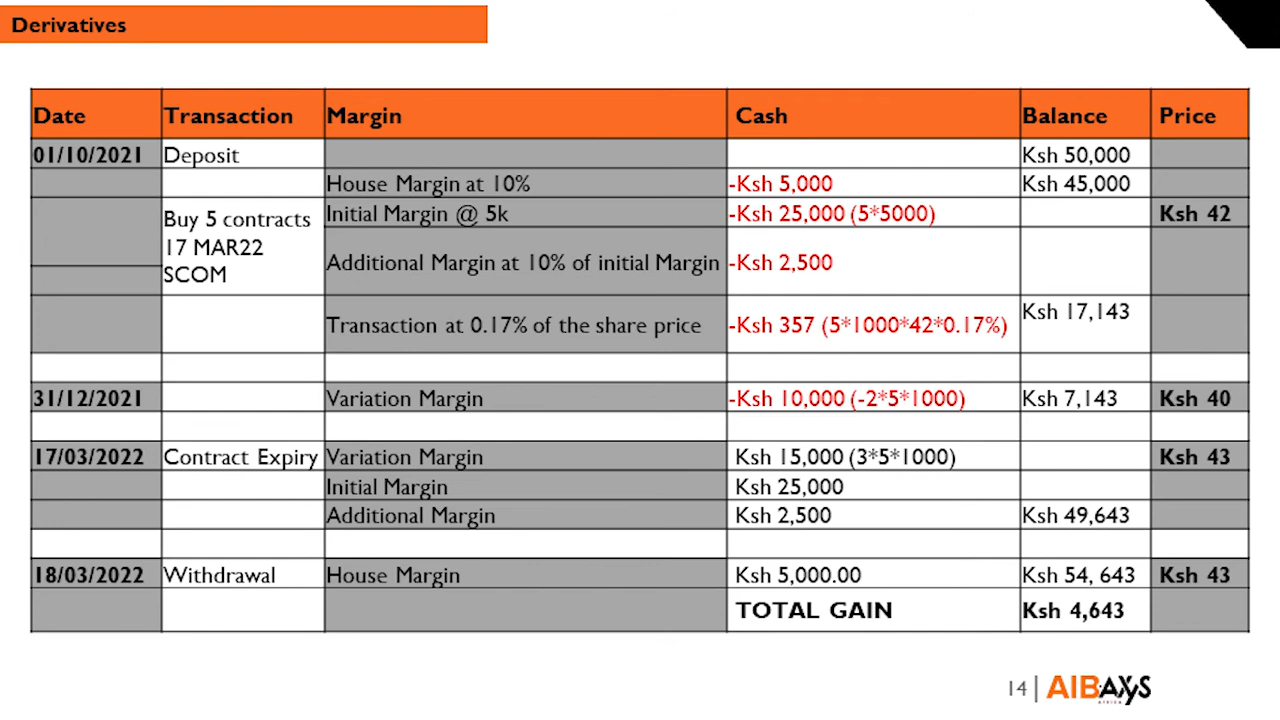 Derivatives
Date Transaction Margin Cash Balance Price
01/10/2021 Deposit Ksh 50,000
House Margin at 10% -Ksh 5,000 Ksh 45,000
Buy 5 contracts
17 MAR22
SCOM
Initial Margin @ 5k -Ksh 25,000 (5*5000) Ksh 42
Additional Margin at 10% of initial Margin -Ksh 2,500
Transaction at 0.17% of the share price -Ksh 357 (5*1000*42*0.17%) Ksh 17,143
31/12/2021 Variation Margin -Ksh 10,000 (-2*5*1000) Ksh 7,143 Ksh 40
17/03/2022 Contract Expiry Variation Margin Ksh 15,000 (3*5*1000) Ksh 43
Initial Margin Ksh 25,000
Additional Margin Ksh 2,500 Ksh 49,643
18/03/2022 Withdrawal House Margin Ksh 5,000.00 Ksh 54, 643 Ksh 43
TOTAL GAIN Ksh 4,643
14 | AIBAXYS
AFRICA